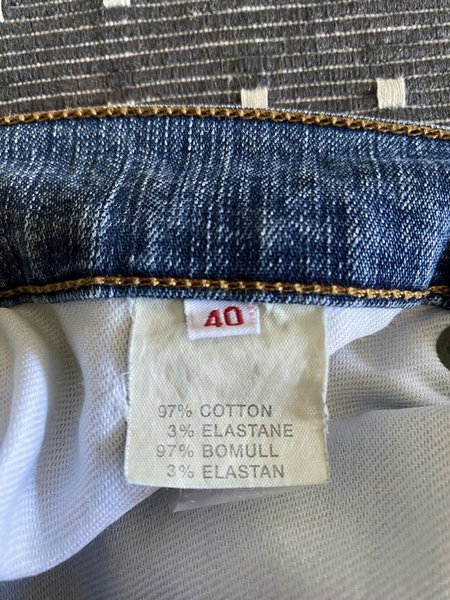 40
97% COTTON
3% ELASTANE
97% BOMULL
3% ELASTAN